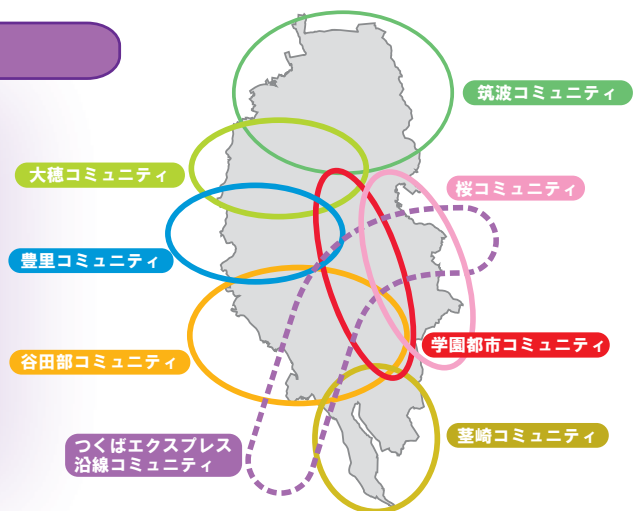 筑波コミュニティ
大穂コミュニティ
桜コミュニティ
豊里コミュニティ
学園都市コミュニティ
谷田部コミュニティ
茎崎コミュニティ
つくばエクスプレス
沿線コミュニティ